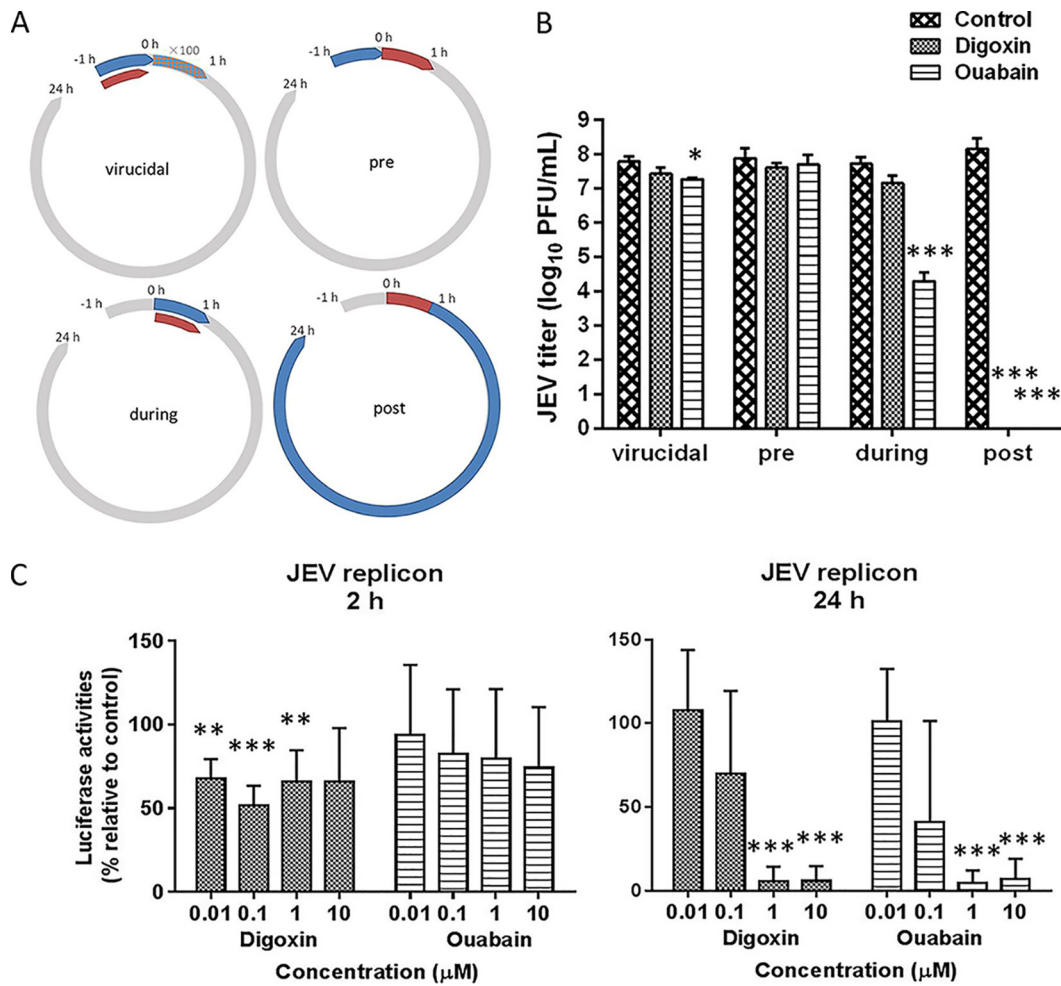 A
0 h
×100
-1 h
1 h
24 h
virucidal
0 h
-1 h
1 h
24 h
pre
0 h
-1 h
1 h
24 h
during
0 h
-1 h
1 h
24 h
post
B
Control
Digoxin
Ouabain
JEV titer (log10 PFU/mL)
9
8
7
6
5
4
3
2
1
0
*
***
***
***
virucidal pre during post
C
JEV replicon
2 h
Luciferase activities
(% relative to control)
150
100
50
0
** *** **
0.01 0.1 1 10 0.01 0.1 1 10
Digoxin Ouabain
Concentration (μM)
JEV replicon
24 h
150
100
50
0
*** *** *** ***
0.01 0.1 1 10 0.01 0.1 1 10
Digoxin Ouabain
Concentration (μM)